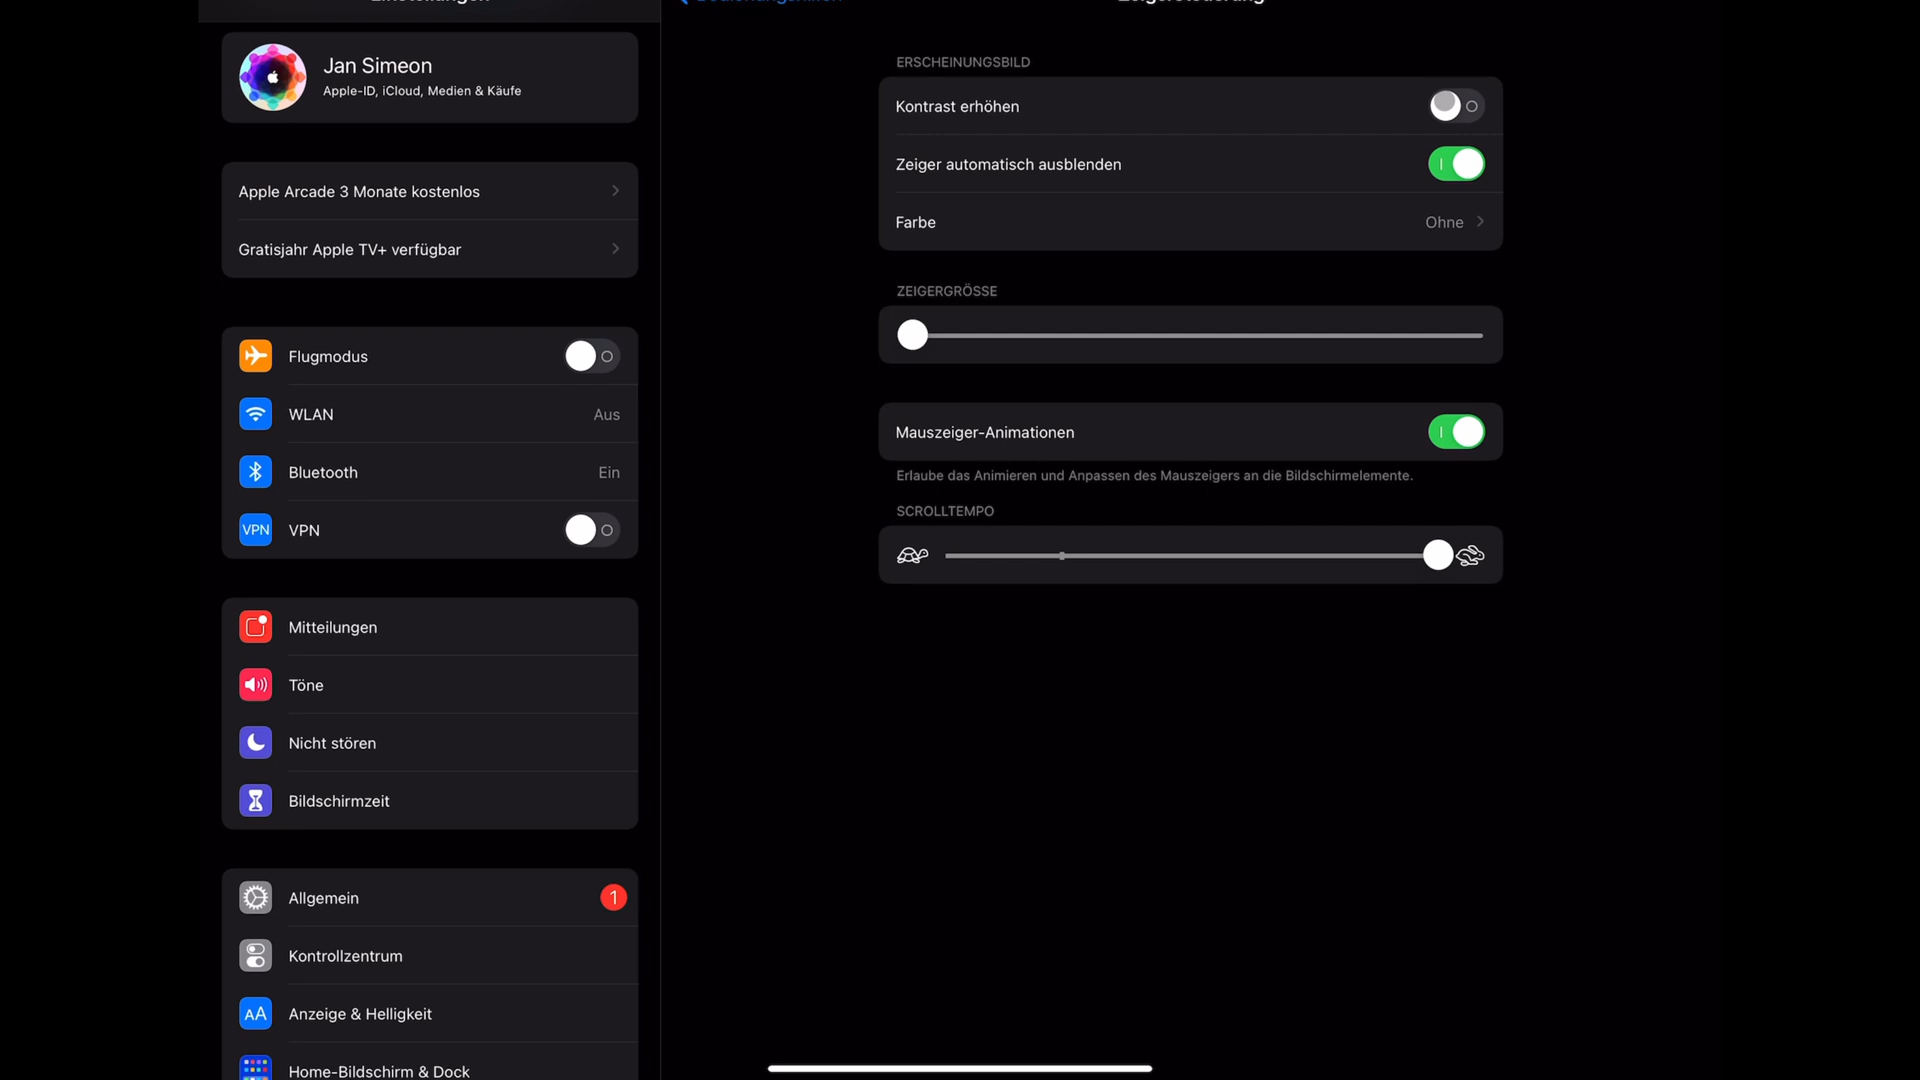 Jan Simeon
Apple-ID, iCloud, Medien & Käufe
Apple Arcade 3 Monate kostenlos
Gratisjahr Apple TV+ verfügbar
Flugmodus
WLAN Aus
Bluetooth Ein
VPN VPN
Mitteilungen
Töne
Nicht stören
Bildschirmzeit
Allgemein 1
Kontrollzentrum
AA Anzeige & Helligkeit
Home-Bildschirm & Dock
ERSCHEINUNGSBILD
Kontrast erhöhen
Zeiger automatisch ausblenden
Farbe Ohne
ZEIGERGRÖSSE
Mauszeiger-Animationen
Erlaube das Animieren und Anpassen des Mauszeigers an die Bildschirmelemente.
SCROLLTEMPO